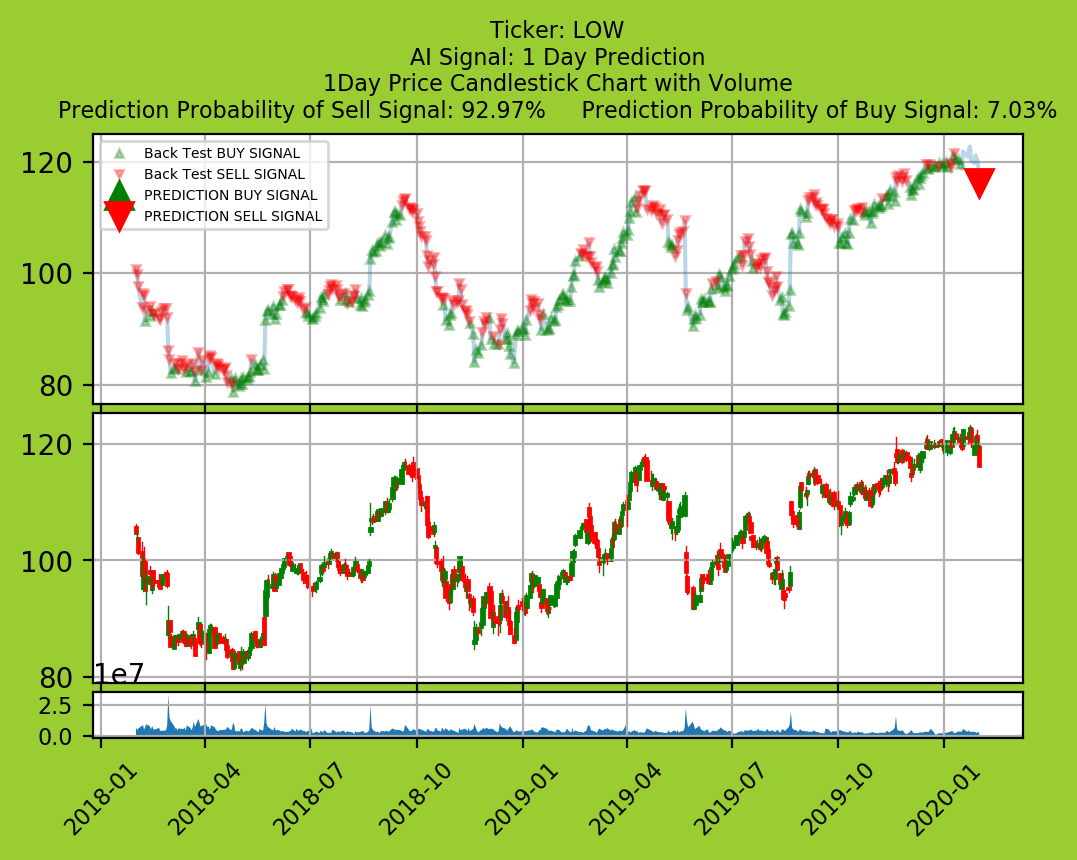 Ticker: LOW
AI Signal: 1 Day Prediction
1Day Price Candlestick Chart with Volume
Prediction Probability of Sell Signal: 92.97%     Prediction Probability of Buy Signal: 7.03%
Back Test BUY SIGNAL
Back Test SELL SIGNAL
PREDICTION BUY SIGNAL
PREDICTION SELL SIGNAL
120
100
80
120
100
80
1e7
2.5
0.0
2018-01
2018-04
2018-07
2018-10
2019-01
2019-04
2019-07
2019-10
2020-01